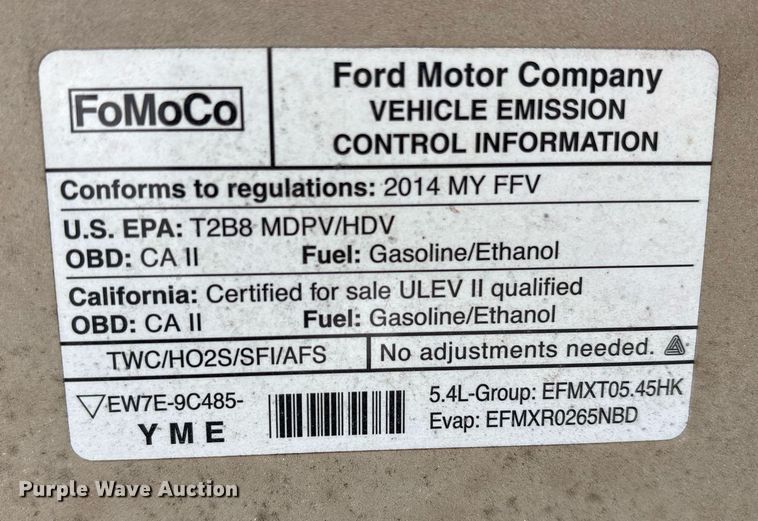 FoMoCo
Ford Motor Company
VEHICLE EMISSION
CONTROL INFORMATION
Conforms to regulations: 2014 MY FFV
U.S. EPA: T2B8 MDPV/HDV
OBD: CA II Fuel: Gasoline/Ethanol
California: Certified for sale ULEV II qualified
OBD: CA II Fuel: Gasoline/Ethanol
TWC/HO2S/SFI/AFS No adjustments needed.
EW7E-9C485-
YME
5.4L-Group: EFMXT05.45HK
Evap: EFMXR0265NBD
Purple Wave Auction